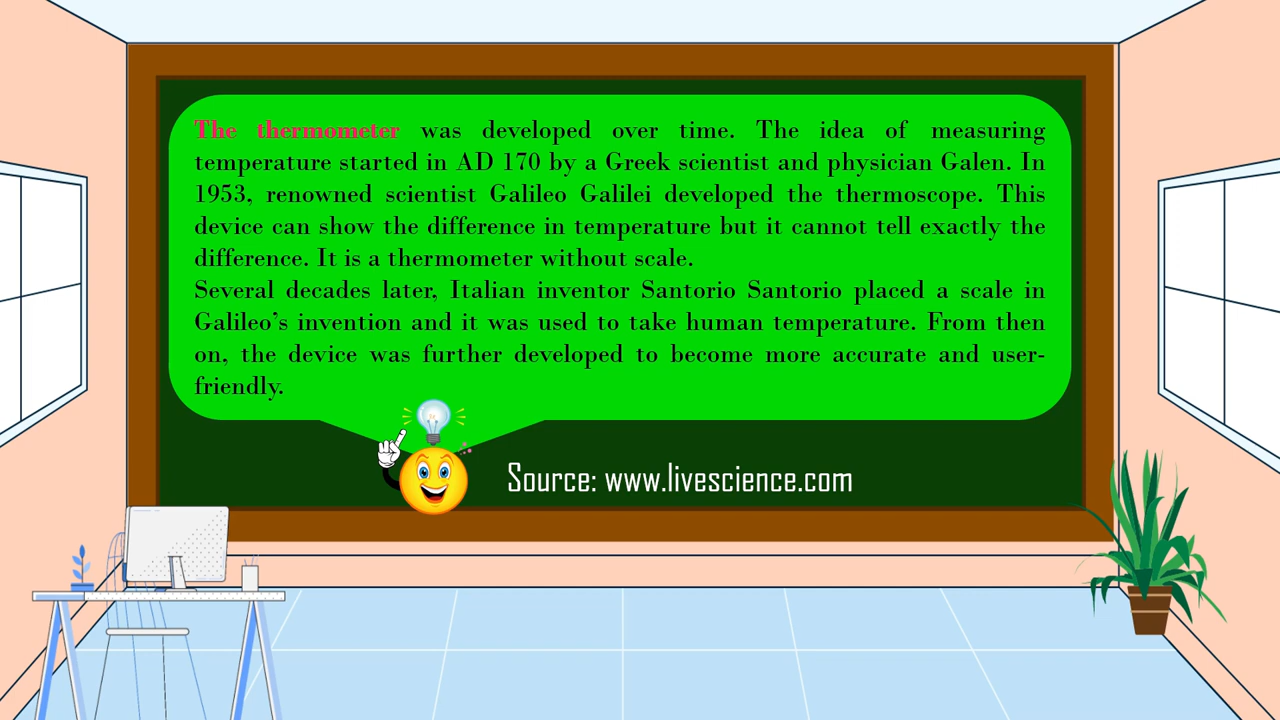 The thermometer was developed over time. The idea of measuring
temperature started in AD 170 by a Greek scientist and physician Galen. In
1953, renowned scientist Galileo Galilei developed the thermoscope. This
device can show the difference in temperature but it cannot tell exactly the
difference. It is a thermometer without scale.
Several decades later, Italian inventor Santorio Santorio placed a scale in
Galileo’s invention and it was used to take human temperature. From then
on, the device was further developed to become more accurate and user-
friendly.
Source: www.livescience.com